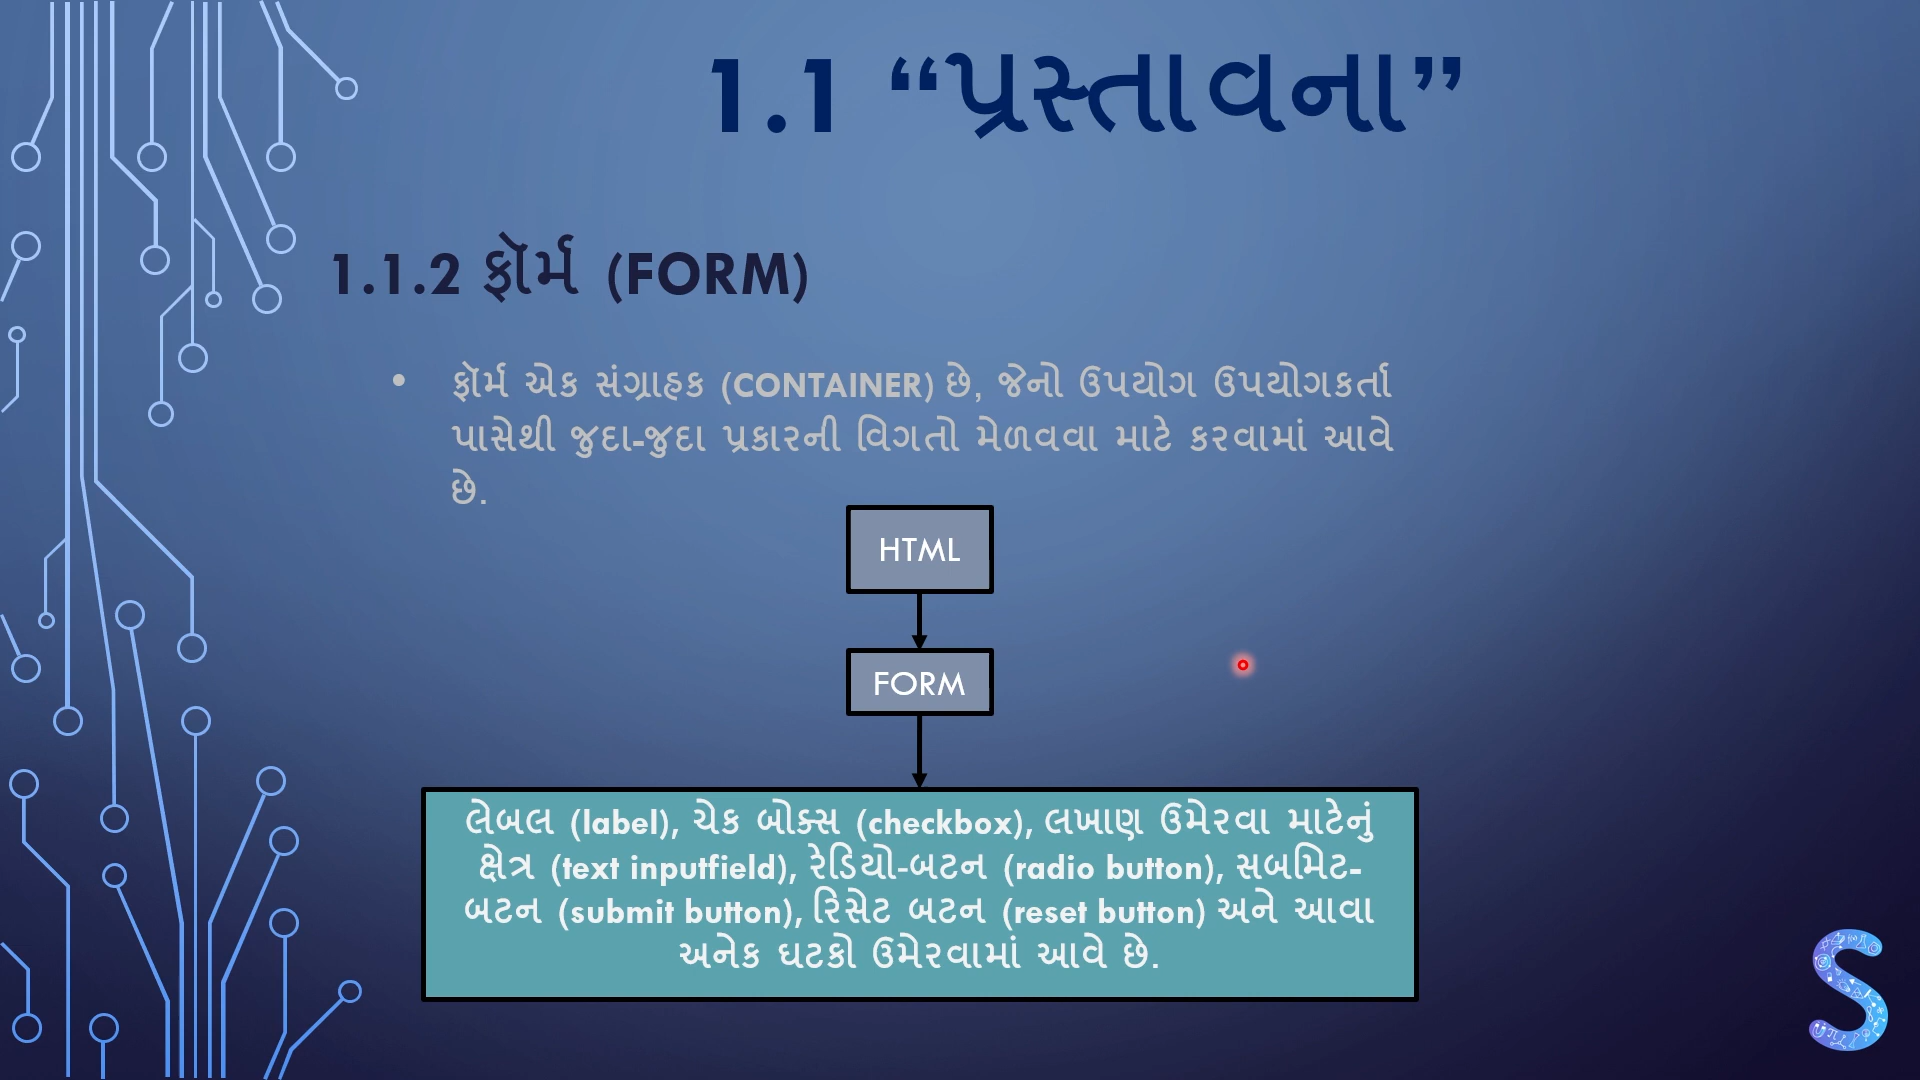 1.1 “પ્રસ્તાવના”
1.1.2 ફૉર્મ (FORM)
• ફૉર્મ એક સંગ્રાહક (CONTAINER) છે, જેનો ઉપયોગ ઉપયોગકર્તા
પાસેથી જુદા-જુદા પ્રકારની વિગતો મેળવવા માટે કરવામાં આવે
છે.
HTML
FORM
લેબલ (label), ચેક બોક્સ (checkbox), લખાણ ઉમેરવા માટેનું
ક્ષેત્ર (text inputfield), રેડિયો-બટન (radio button), સબમિટ-
બટન (submit button), રિસેટ બટન (reset button) અને આવા
અનેક ઘટકો ઉમેરવામાં આવે છે.
S